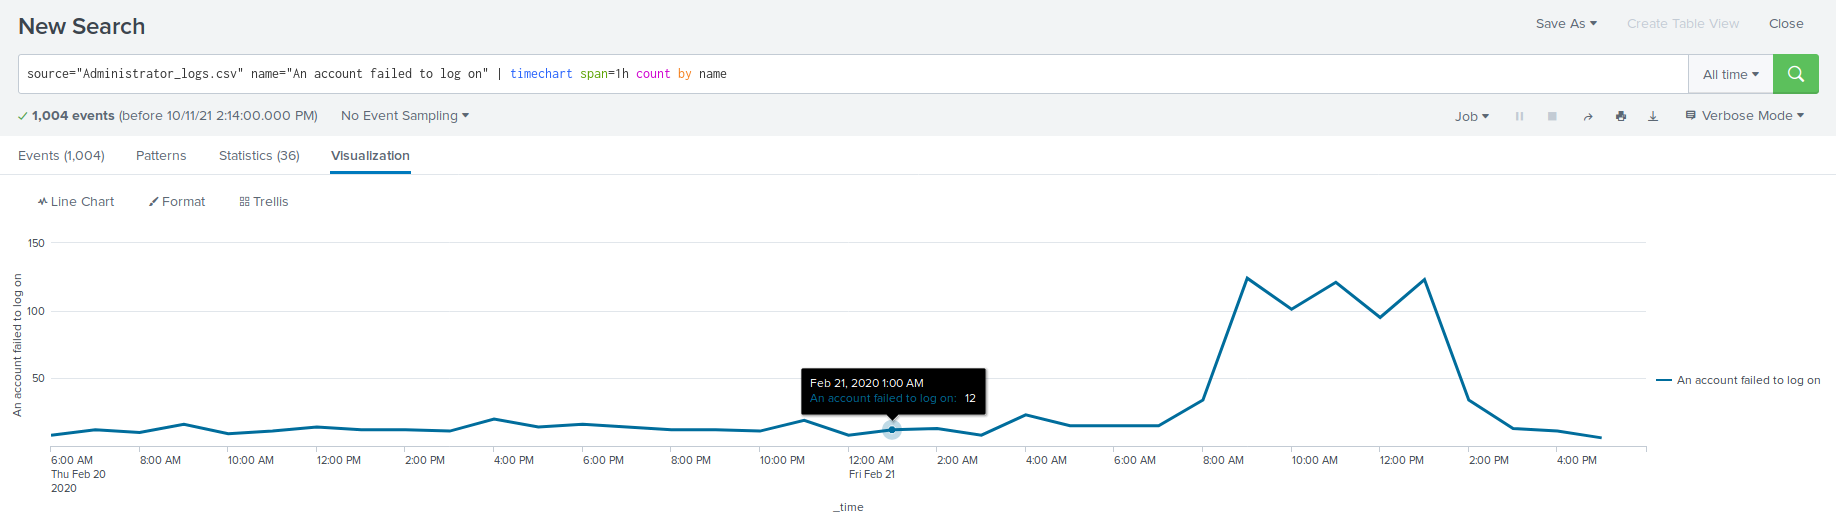 New Search
Save As Create Table View Close
source="Administrator_logs.csv" name="An account failed to log on" | timechart span=1h count by name
All time
1,004 events (before 10/11/21 2:14:00.000 PM) No Event Sampling
Job Verbose Mode
Events (1,004) Patterns Statistics (36) Visualization
Line Chart Format Trellis
An account failed to log on
150
100
50
Feb 21, 2020 1:00 AM
An account failed to log on: 12
An account failed to log on
6:00 AM 8:00 AM 10:00 AM 12:00 PM 2:00 PM 4:00 PM 6:00 PM 8:00 PM 10:00 PM 12:00 AM 2:00 AM 4:00 AM 6:00 AM 8:00 AM 10:00 AM 12:00 PM 2:00 PM 4:00 PM
Thu Feb 20 Fri Feb 21
2020
_time